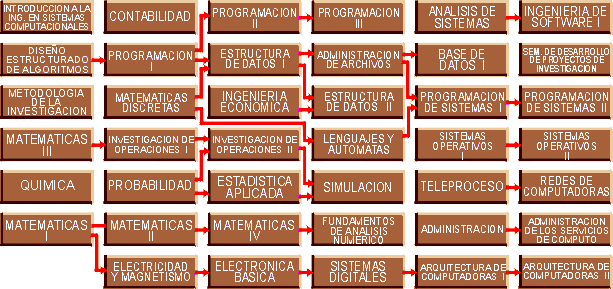 INTRODUCCION A LA
ING. EN SISTEMAS
COMPUTACIONALES
CONTABILIDAD
PROGRAMACION
II
PROGRAMACION
III
ANALISIS DE
SISTEMAS
INGENIERIA DE
SOFTWARE I
DISEÑO
ESTRUCTURADO
DE ALGORITMOS
PROGRAMACION
I
ESTRUCTURA
DE DATOS I
ADMINISTRACION
DE ARCHIVOS
BASE DE
DATOS I
SEM. DE DESARROLLO
DE PROYECTOS DE
INVESTIGACION
METODOLOGIA
DE LA
INVESTIGACION
MATEMATICAS
DISCRETAS
INGENIERIA
ECONOMICA
ESTRUCTURA
DE DATOS II
PROGRAMACION
DE SISTEMAS I
PROGRAMACION
DE SISTEMAS II
MATEMATICAS
III
INVESTIGACION DE
OPERACIONES I
INVESTIGACION DE
OPERACIONES II
LENGUAJES Y
AUTOMATAS
SISTEMAS
OPERATIVOS
I
SISTEMAS
OPERATIVOS
II
QUIMICA
PROBABILIDAD
ESTADISTICA
APLICADA
SIMULACION
TELEPROCESO
REDES DE
COMPUTADORAS
MATEMATICAS
I
MATEMATICAS
II
MATEMATICAS
IV
FUNDAMENTOS
DE ANALISIS
NUMERICO
ADMINISTRACION
ADMINISTRACION
DE LOS SERVICIOS
DE COMPUTO
ELECTRICIDAD
Y MAGNETISMO
ELECTRONICA
BASICA
SISTEMAS
DIGITALES
ARQUITECTURA DE
COMPUTADORAS I
ARQUITECTURA DE
COMPUTADORAS II